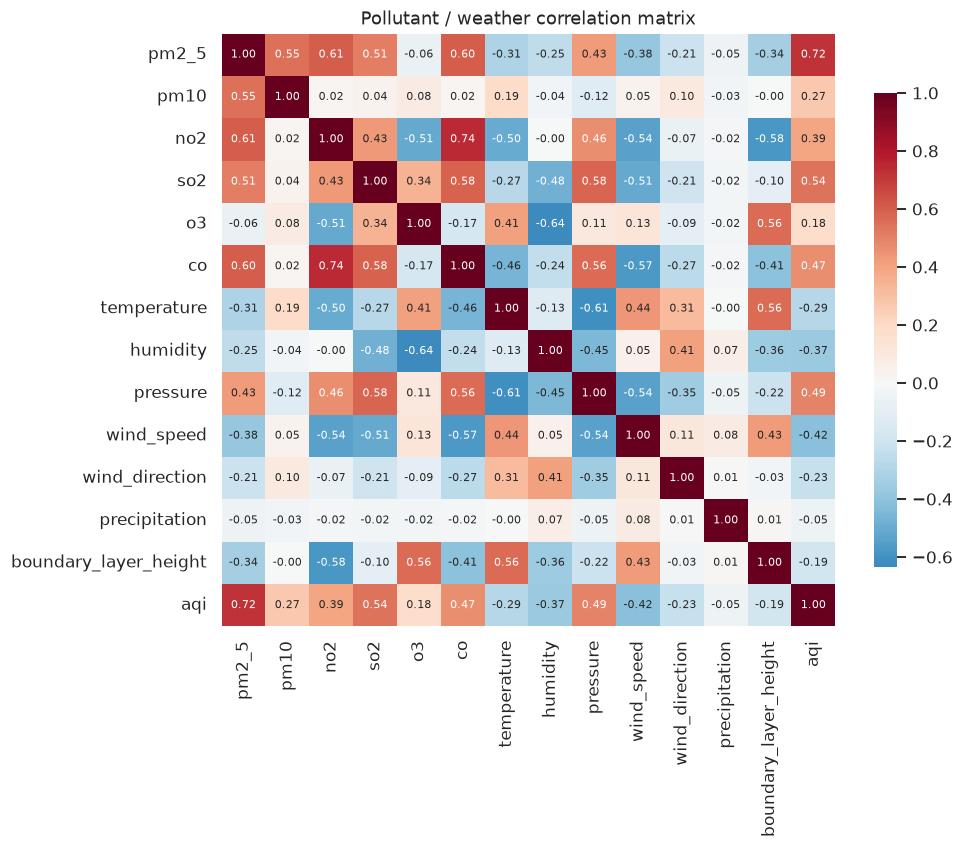 Pollutant / weather correlation matrix
pm2_5 1.00 0.55 0.61 0.51 -0.06 0.60 -0.31 -0.25 0.43 -0.38 -0.21 -0.05 -0.34 0.72
pm10 0.55 1.00 0.02 0.04 0.08 0.02 0.19 -0.04 -0.12 0.05 0.10 -0.03 -0.00 0.27
no2 0.61 0.02 1.00 0.43 -0.51 0.74 -0.50 -0.00 0.46 -0.54 -0.07 -0.02 -0.58 0.39
so2 0.51 0.04 0.43 1.00 0.34 0.58 -0.27 -0.48 0.58 -0.51 -0.21 -0.02 -0.10 0.54
o3 -0.06 0.08 -0.51 0.34 1.00 -0.17 0.41 -0.64 0.11 0.13 -0.09 -0.02 0.56 0.18
co 0.60 0.02 0.74 0.58 -0.17 1.00 -0.46 -0.24 0.56 -0.57 -0.27 -0.02 -0.41 0.47
temperature -0.31 0.19 -0.50 -0.27 0.41 -0.46 1.00 -0.13 -0.61 0.44 0.31 -0.00 0.56 -0.29
humidity -0.25 -0.04 -0.00 -0.48 -0.64 -0.24 -0.13 1.00 -0.45 0.05 0.41 0.07 -0.36 -0.37
pressure 0.43 -0.12 0.46 0.58 0.11 0.56 -0.61 -0.45 1.00 -0.54 -0.35 -0.05 -0.22 0.49
wind_speed -0.38 0.05 -0.54 -0.51 0.13 -0.57 0.44 0.05 -0.54 1.00 0.11 0.08 0.43 -0.42
wind_direction -0.21 0.10 -0.07 -0.21 -0.09 -0.27 0.31 0.41 -0.35 0.11 1.00 0.01 -0.03 -0.23
precipitation -0.05 -0.03 -0.02 -0.02 -0.02 -0.02 -0.00 0.07 -0.05 0.08 0.01 1.00 0.01 -0.05
boundary_layer_height -0.34 -0.00 -0.58 -0.10 0.56 -0.41 0.56 -0.36 -0.22 0.43 -0.03 0.01 1.00 -0.19
aqi 0.72 0.27 0.39 0.54 0.18 0.47 -0.29 -0.37 0.49 -0.42 -0.23 -0.05 -0.19 1.00
pm2_5 pm10 no2 so2 o3 co temperature humidity pressure wind_speed wind_direction precipitation boundary_layer_height aqi
1.0
0.8
0.6
0.4
0.2
0.0
−0.2
−0.4
−0.6